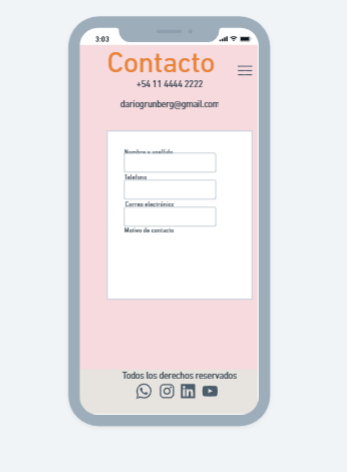 3:03
Contacto
+54 11 4444 2222
dariogrunberg@gmail.com
Nombre y apellido
Telefono
Correo electrónico
Motivo de contacto
Todos los derechos reservados
in